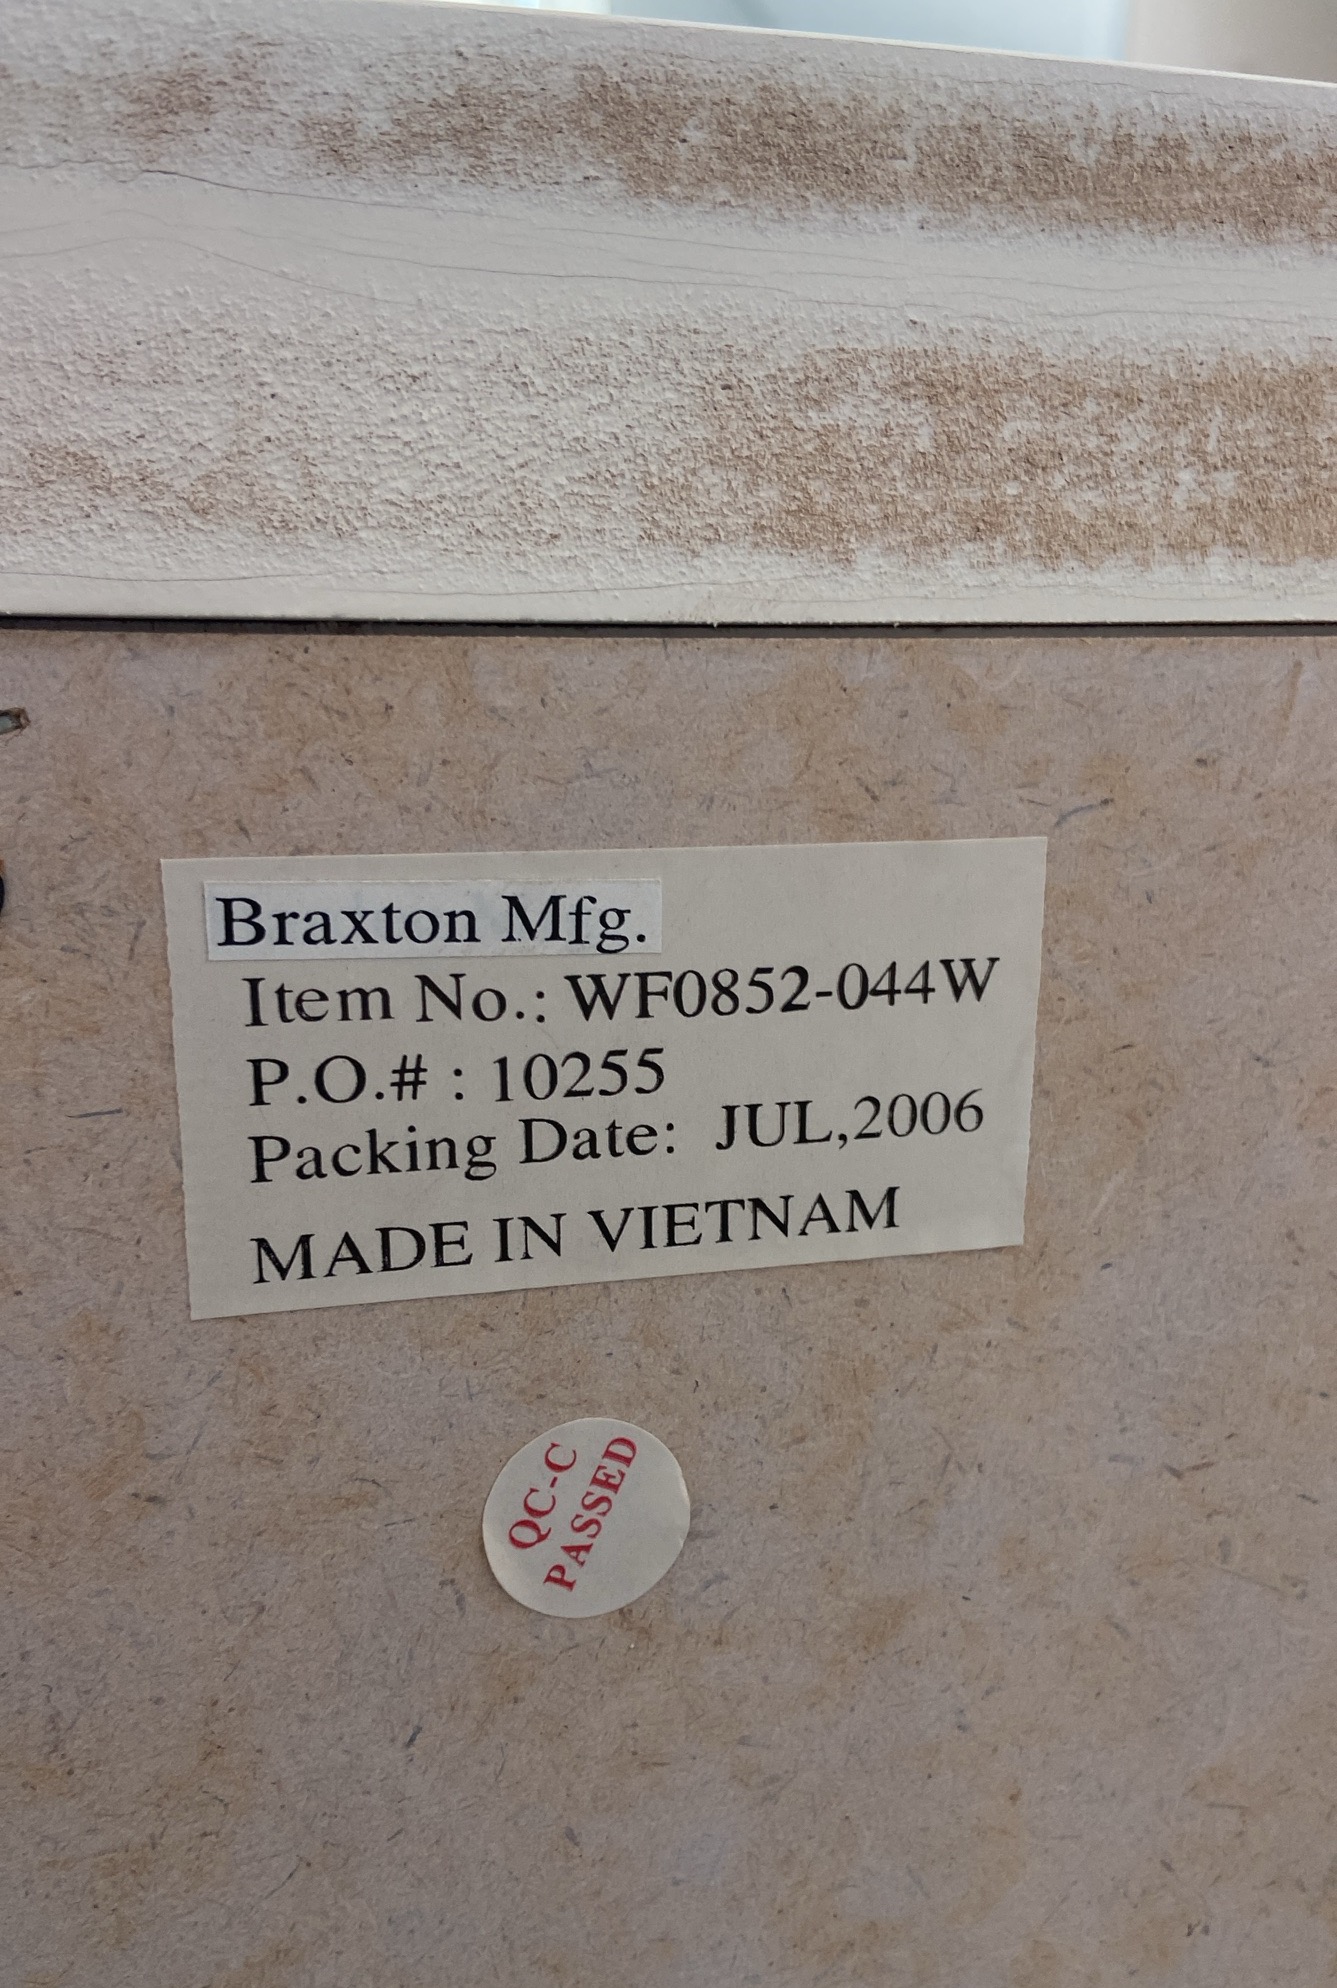 Braxton Mfg.
Item No.: WF0852-044W
P.O.# : 10255
Packing Date: JUL,2006
MADE IN VIETNAM
QC-C
PASSED